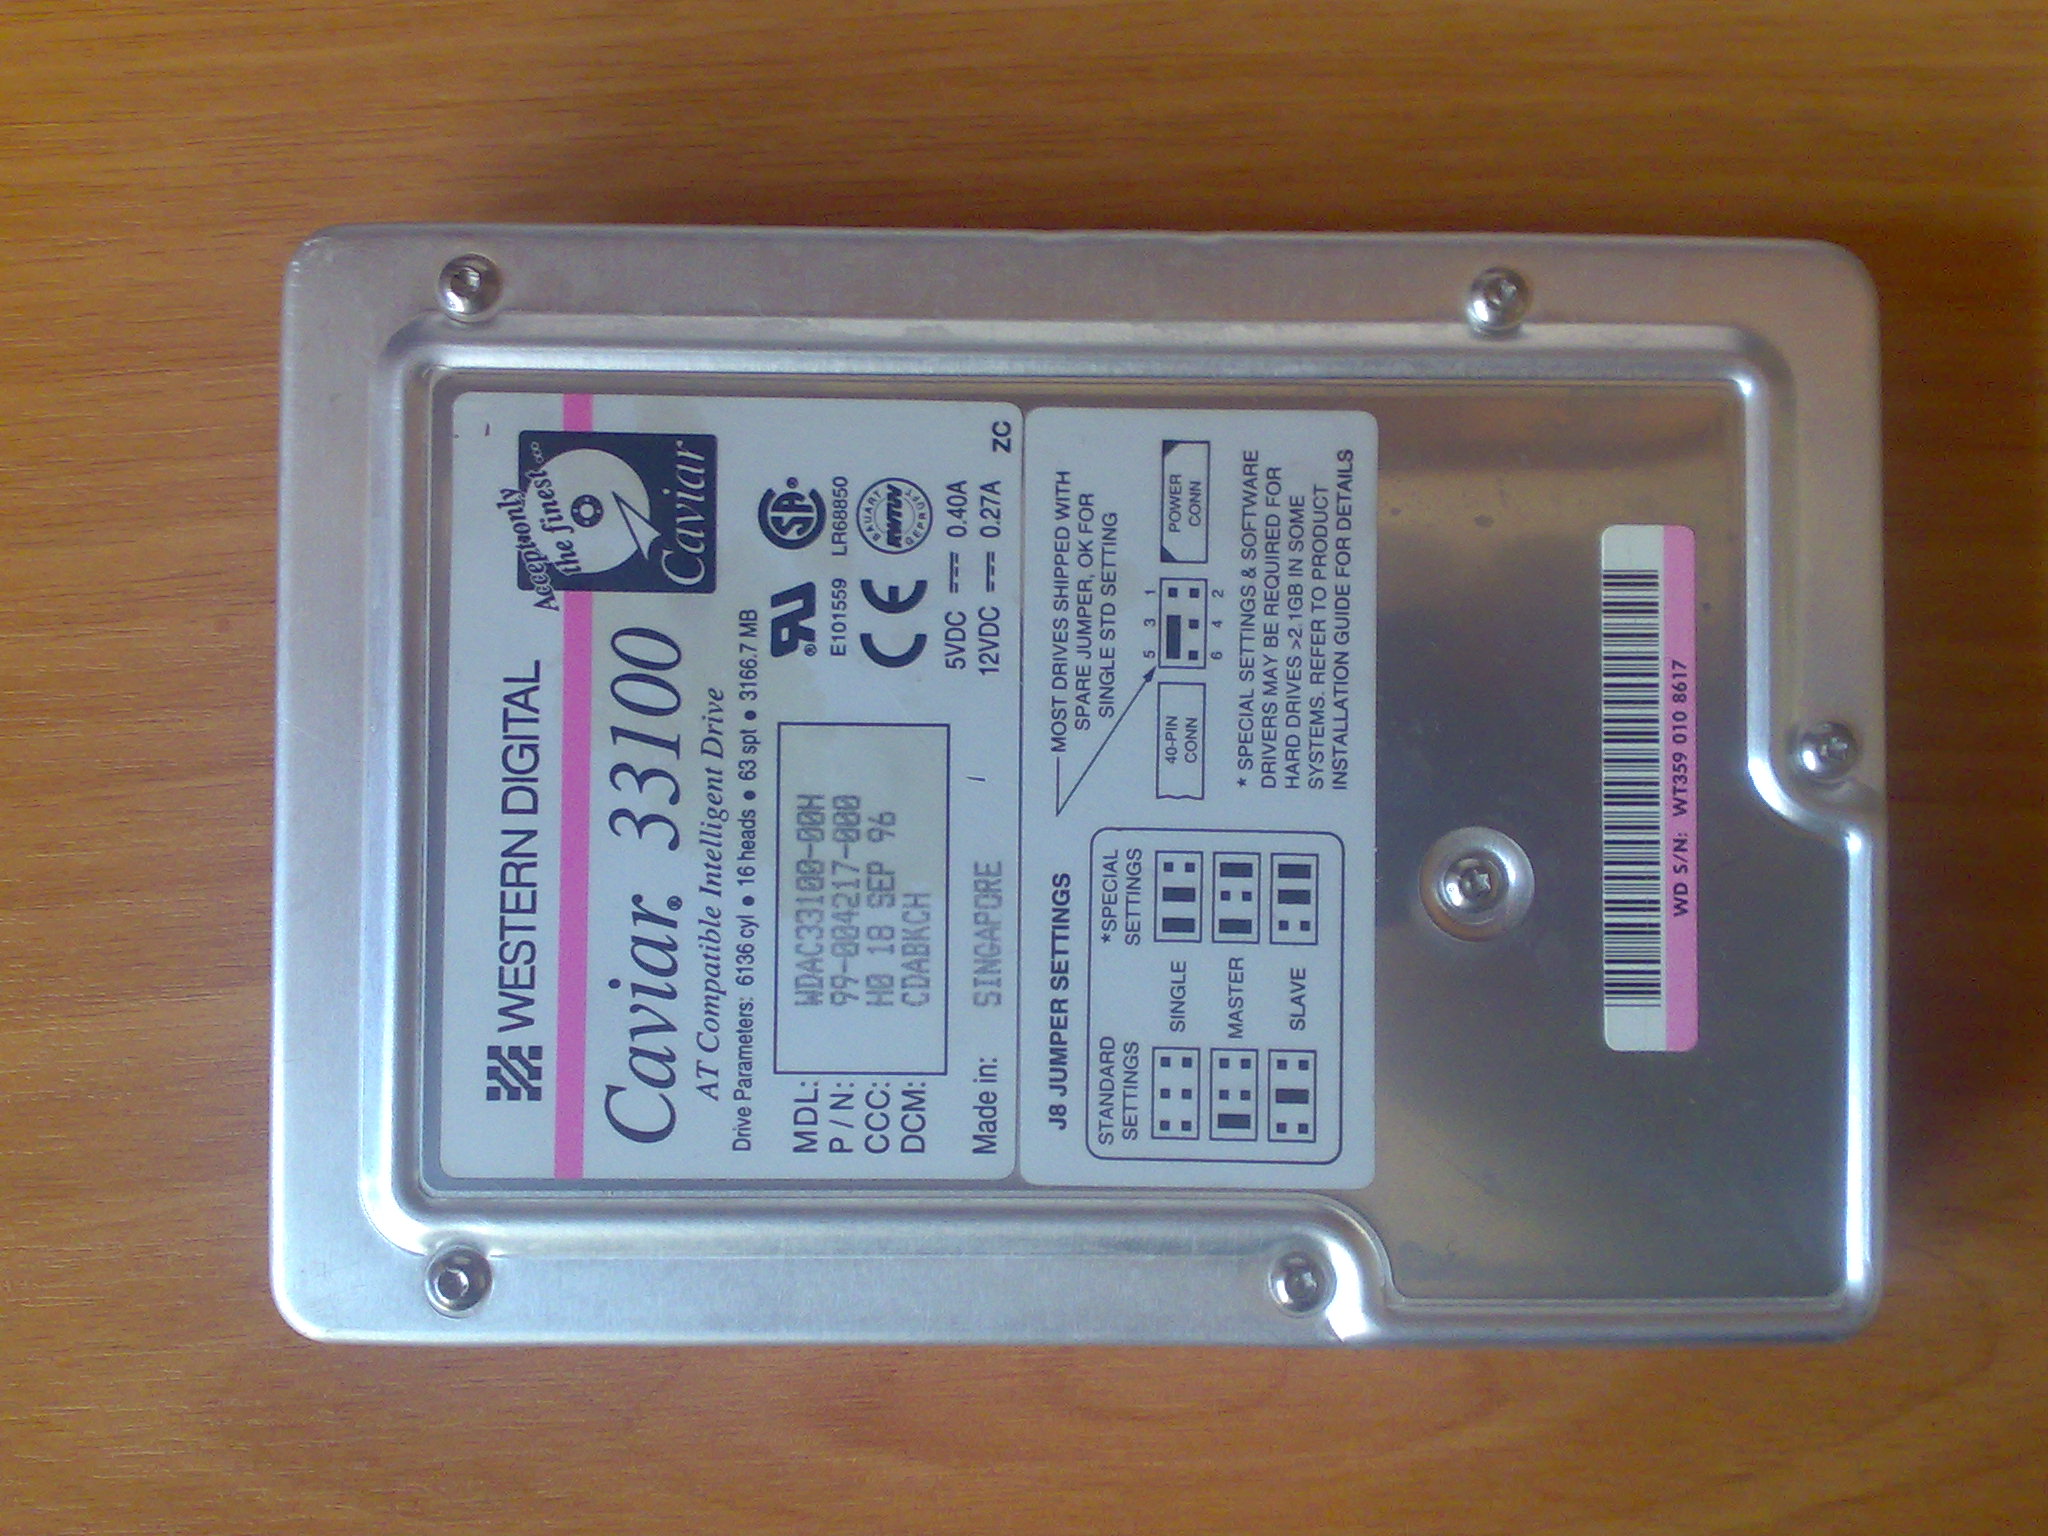 WESTERN DIGITAL
Accept only
the finest...
Caviar
Caviar® 33100
AT Compatible Intelligent Drive
Drive Parameters: 6136 cyl • 16 heads • 63 spt • 3166.7 MB
MDL: WDAC33100-00H
P/N: 99-004217-000
CCC: H0 18 SEP 96
DCM: CDABKCH
Made in: SINGAPORE
E101559 LR68850
SA
BAUART
GEPRÜFT
CE
5VDC 0.40A
12VDC 0.27A
ZC
J8 JUMPER SETTINGS
STANDARD SETTINGS
*SPECIAL SETTINGS
SINGLE
MASTER
SLAVE
MOST DRIVES SHIPPED WITH
SPARE JUMPER, OK FOR
SINGLE STD SETTING
40-PIN CONN
5 3 1
6 4 2
POWER CONN
* SPECIAL SETTINGS & SOFTWARE
DRIVERS MAY BE REQUIRED FOR
HARD DRIVES >2.1GB IN SOME
SYSTEMS. REFER TO PRODUCT
INSTALLATION GUIDE FOR DETAILS
WD S/N: WT359 010 8617